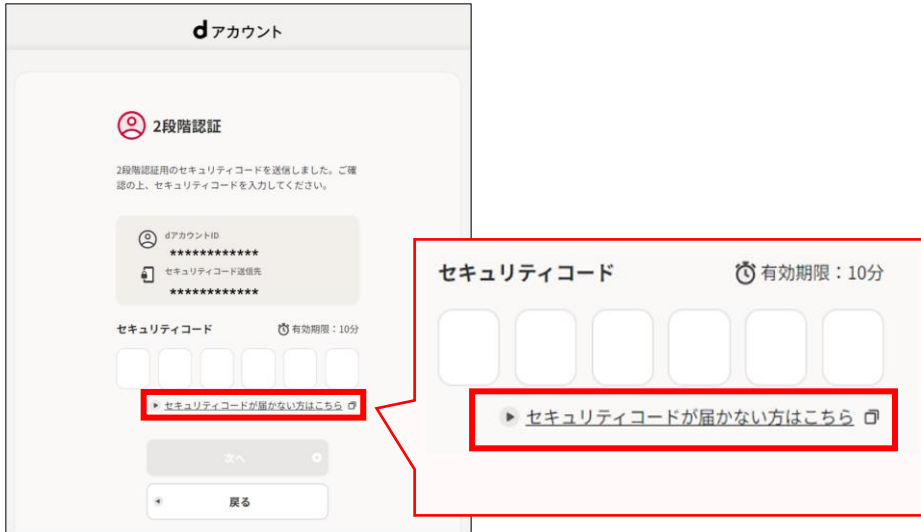 dアカウント
2段階認証
2段階認証用のセキュリティコードを送信しました。ご確
認の上、セキュリティコードを入力してください。
dアカウントID
************
セキュリティコード送信先
************
セキュリティコード
有効期限：10分
セキュリティコードが届かない方はこちら
次へ
戻る
セキュリティコード
有効期限：10分
セキュリティコードが届かない方はこちら